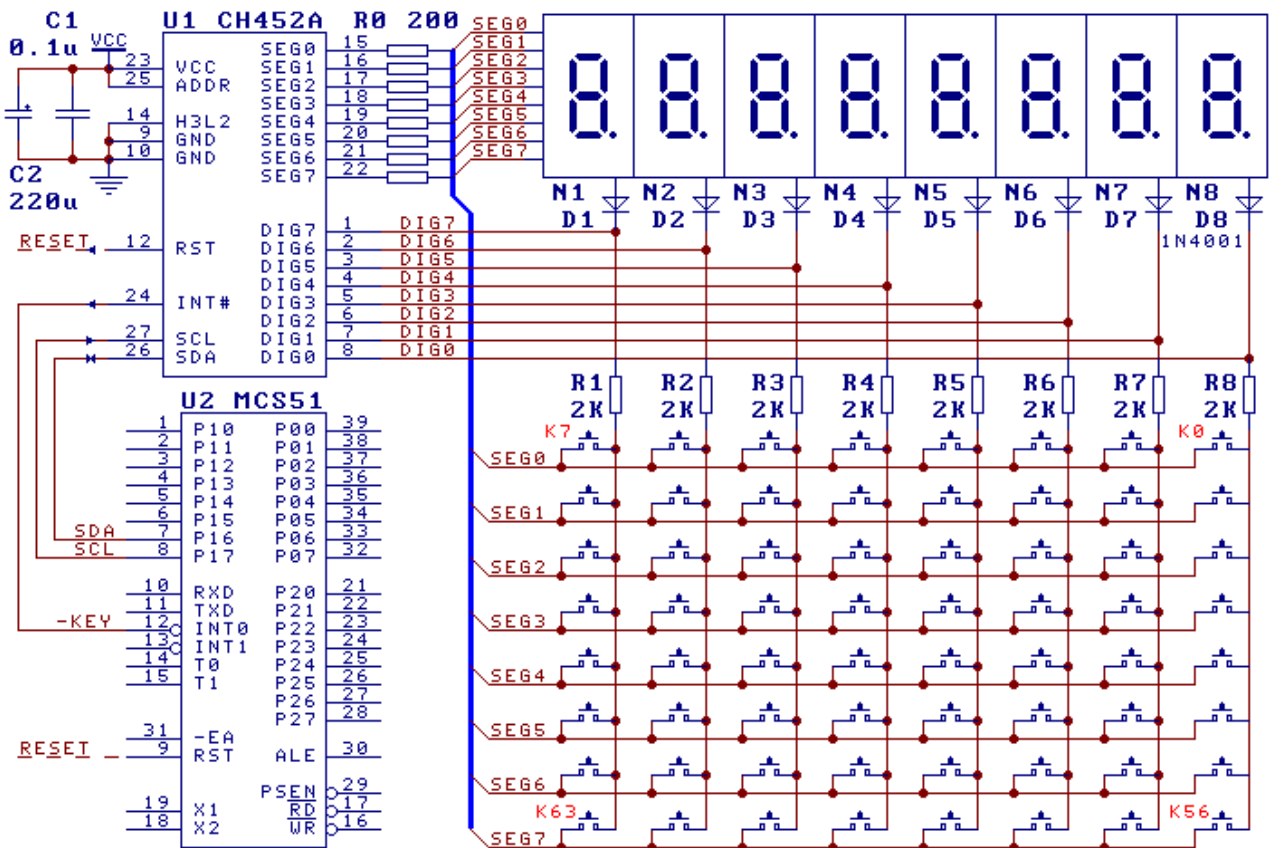 C1
0.1u
VCC
C2
220u
U1 CH452A
R0 200
23 VCC
25 ADDR
14 H3L2
9 GND
10 GND
RESET 12 RST
24 INT#
27 SCL
26 SDA
SEG0 15
SEG1 16
SEG2 17
SEG3 18
SEG4 19
SEG5 20
SEG6 21
SEG7 22
DIG7 1 DIG7
DIG6 2 DIG6
DIG5 3 DIG5
DIG4 4 DIG4
DIG3 5 DIG3
DIG2 6 DIG2
DIG1 7 DIG1
DIG0 8 DIG0
SEG0
SEG1
SEG2
SEG3
SEG4
SEG5
SEG6
SEG7
N1 N2 N3 N4 N5 N6 N7 N8
D1 D2 D3 D4 D5 D6 D7 D8
1N4001
R1 R2 R3 R4 R5 R6 R7 R8
2K 2K 2K 2K 2K 2K 2K 2K
K7 K0
SEG0
SEG1
SEG2
SEG3
SEG4
SEG5
SEG6
K63 K56
SEG7
U2 MCS51
1 P10 P00 39
2 P11 P01 38
3 P12 P02 37
4 P13 P03 36
5 P14 P04 35
6 P15 P05 34
SDA 7 P16 P06 33
SCL 8 P17 P07 32
10 RXD P20 21
11 TXD P21 22
-KEY 12 INT0 P22 23
13 INT1 P23 24
14 T0 P24 25
15 T1 P25 26
P26 27
P27 28
31 -EA
RESET 9 RST ALE 30
PSEN 29
19 X1 RD 17
18 X2 WR 16